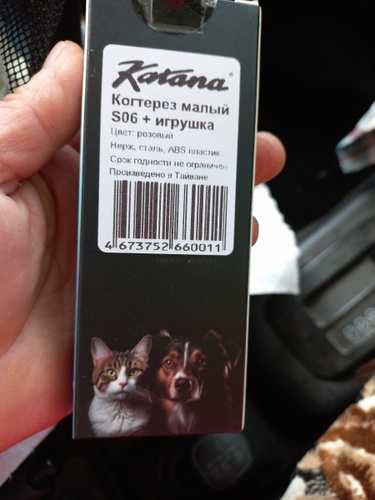 Katana®
Когтерез малый
S06 + игрушка
Цвет: розовый
Нерж. сталь, ABS пластик
Срок годности не ограничен
Произведено в Тайване
4 673752 660011